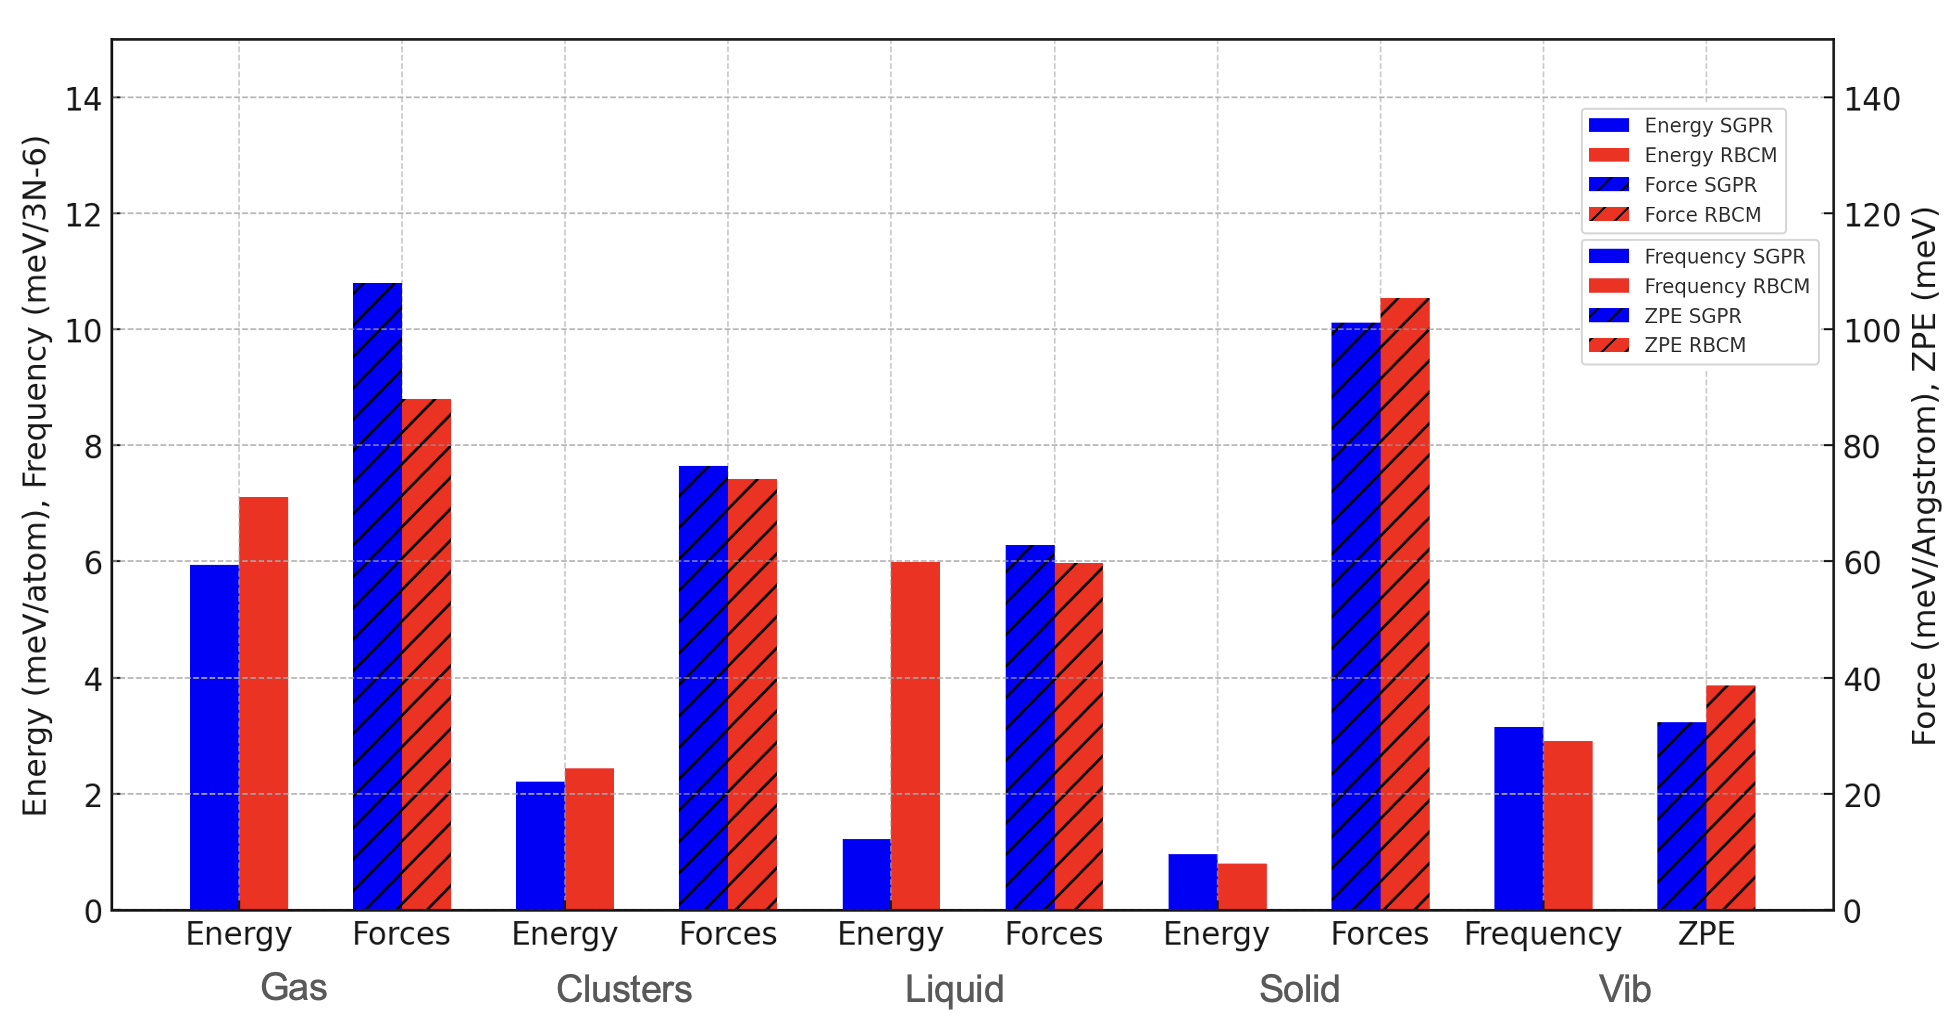 Energy (meV/atom), Frequency (meV/3N-6)
14
12
10
8
6
4
2
0
140
120
100
80
60
40
20
0
Force (meV/Angstrom), ZPE (meV)
Energy SGPR
Energy RBCM
Force SGPR
Force RBCM
Frequency SGPR
Frequency RBCM
ZPE SGPR
ZPE RBCM
Energy Forces Energy Forces Energy Forces Energy Forces Frequency ZPE
Gas Clusters Liquid Solid Vib